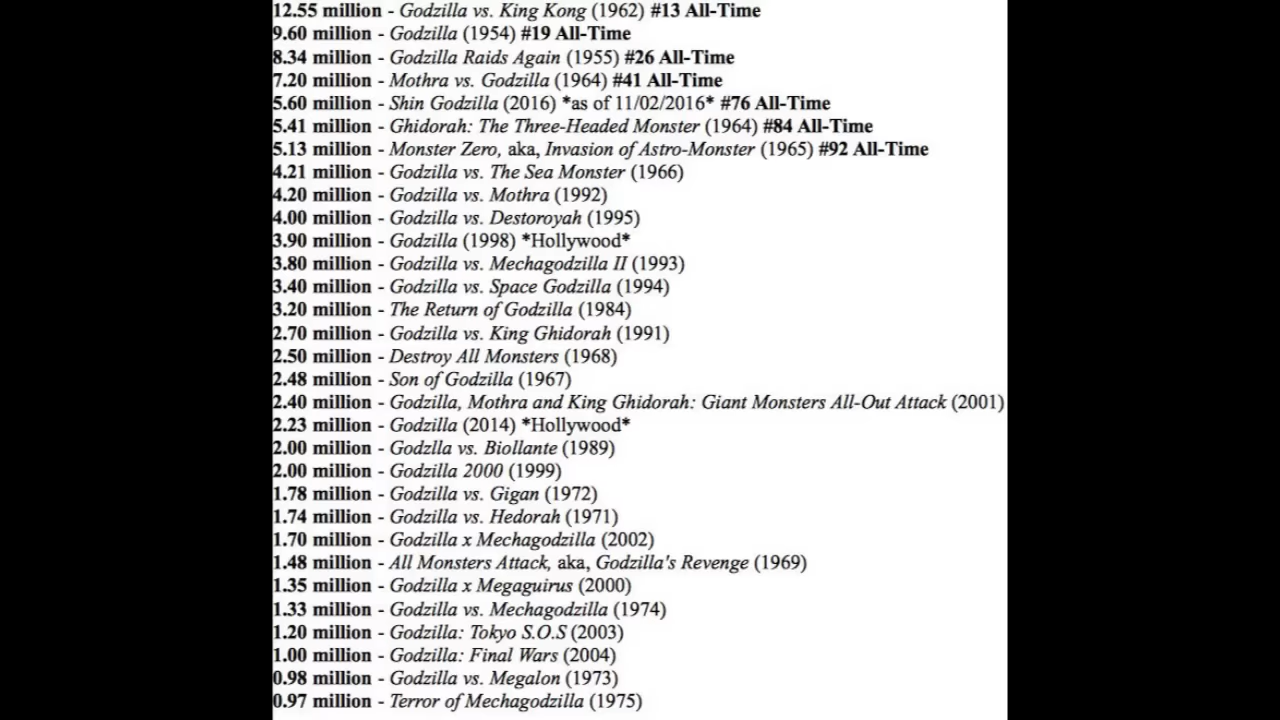 12.55 million - Godzilla vs. King Kong (1962) #13 All-Time
9.60 million - Godzilla (1954) #19 All-Time
8.34 million - Godzilla Raids Again (1955) #26 All-Time
7.20 million - Mothra vs. Godzilla (1964) #41 All-Time
5.60 million - Shin Godzilla (2016) *as of 11/02/2016* #76 All-Time
5.41 million - Ghidorah: The Three-Headed Monster (1964) #84 All-Time
5.13 million - Monster Zero, aka, Invasion of Astro-Monster (1965) #92 All-Time
4.21 million - Godzilla vs. The Sea Monster (1966)
4.20 million - Godzilla vs. Mothra (1992)
4.00 million - Godzilla vs. Destoroyah (1995)
3.90 million - Godzilla (1998) *Hollywood*
3.80 million - Godzilla vs. Mechagodzilla II (1993)
3.40 million - Godzilla vs. Space Godzilla (1994)
3.20 million - The Return of Godzilla (1984)
2.70 million - Godzilla vs. King Ghidorah (1991)
2.50 million - Destroy All Monsters (1968)
2.48 million - Son of Godzilla (1967)
2.40 million - Godzilla, Mothra and King Ghidorah: Giant Monsters All-Out Attack (2001)
2.23 million - Godzilla (2014) *Hollywood*
2.00 million - Godzlla vs. Biollante (1989)
2.00 million - Godzilla 2000 (1999)
1.78 million - Godzilla vs. Gigan (1972)
1.74 million - Godzilla vs. Hedorah (1971)
1.70 million - Godzilla x Mechagodzilla (2002)
1.48 million - All Monsters Attack, aka, Godzilla's Revenge (1969)
1.35 million - Godzilla x Megaguirus (2000)
1.33 million - Godzilla vs. Mechagodzilla (1974)
1.20 million - Godzilla: Tokyo S.O.S (2003)
1.00 million - Godzilla: Final Wars (2004)
0.98 million - Godzilla vs. Megalon (1973)
0.97 million - Terror of Mechagodzilla (1975)